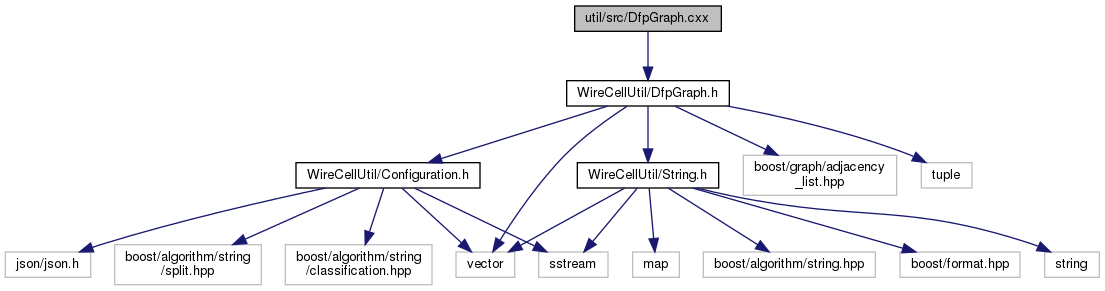 util/src/DfpGraph.cxx
WireCellUtil/DfpGraph.h
WireCellUtil/Configuration.h
WireCellUtil/String.h
boost/graph/adjacency
_list.hpp
tuple
json/json.h
boost/algorithm/string
/split.hpp
boost/algorithm/string
/classification.hpp
vector
sstream
map
boost/algorithm/string.hpp
boost/format.hpp
string